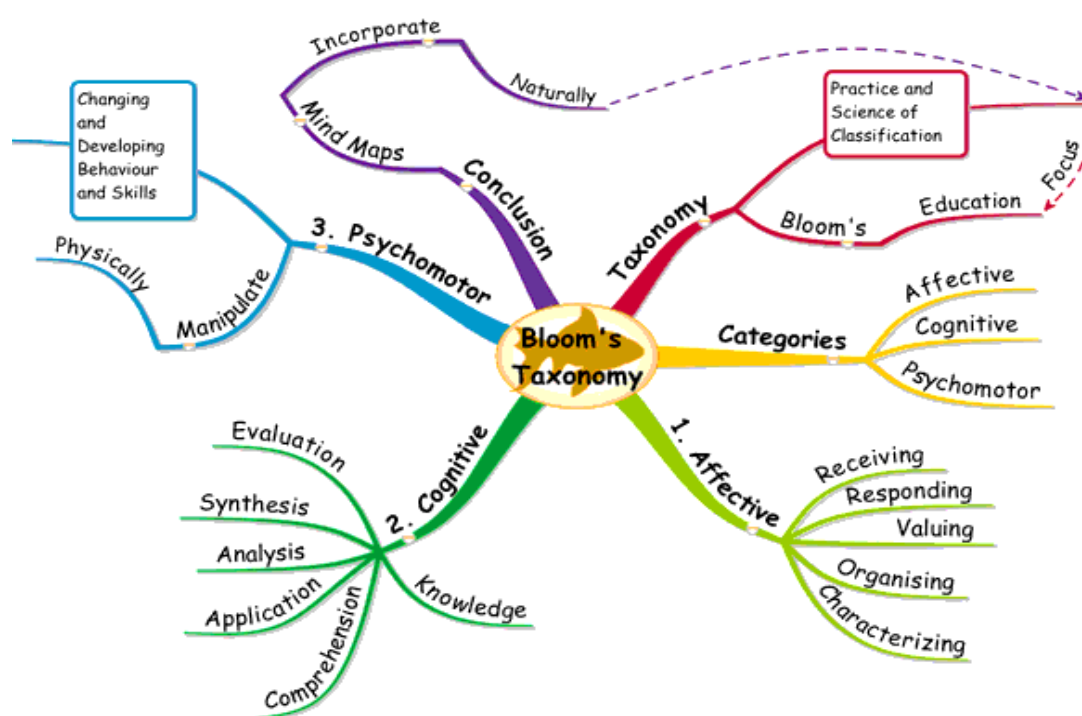 Bloom's
Taxonomy
Taxonomy
Practice and
Science of
Classification
Bloom's
Education
Focus
Categories
Affective
Cognitive
Psychomotor
1. Affective
Receiving
Responding
Valuing
Organising
Characterizing
2. Cognitive
Knowledge
Comprehension
Application
Analysis
Synthesis
Evaluation
3. Psychomotor
Manipulate
Physically
Changing
and
Developing
Behaviour
and Skills
Conclusion
Mind Maps
Incorporate
Naturally